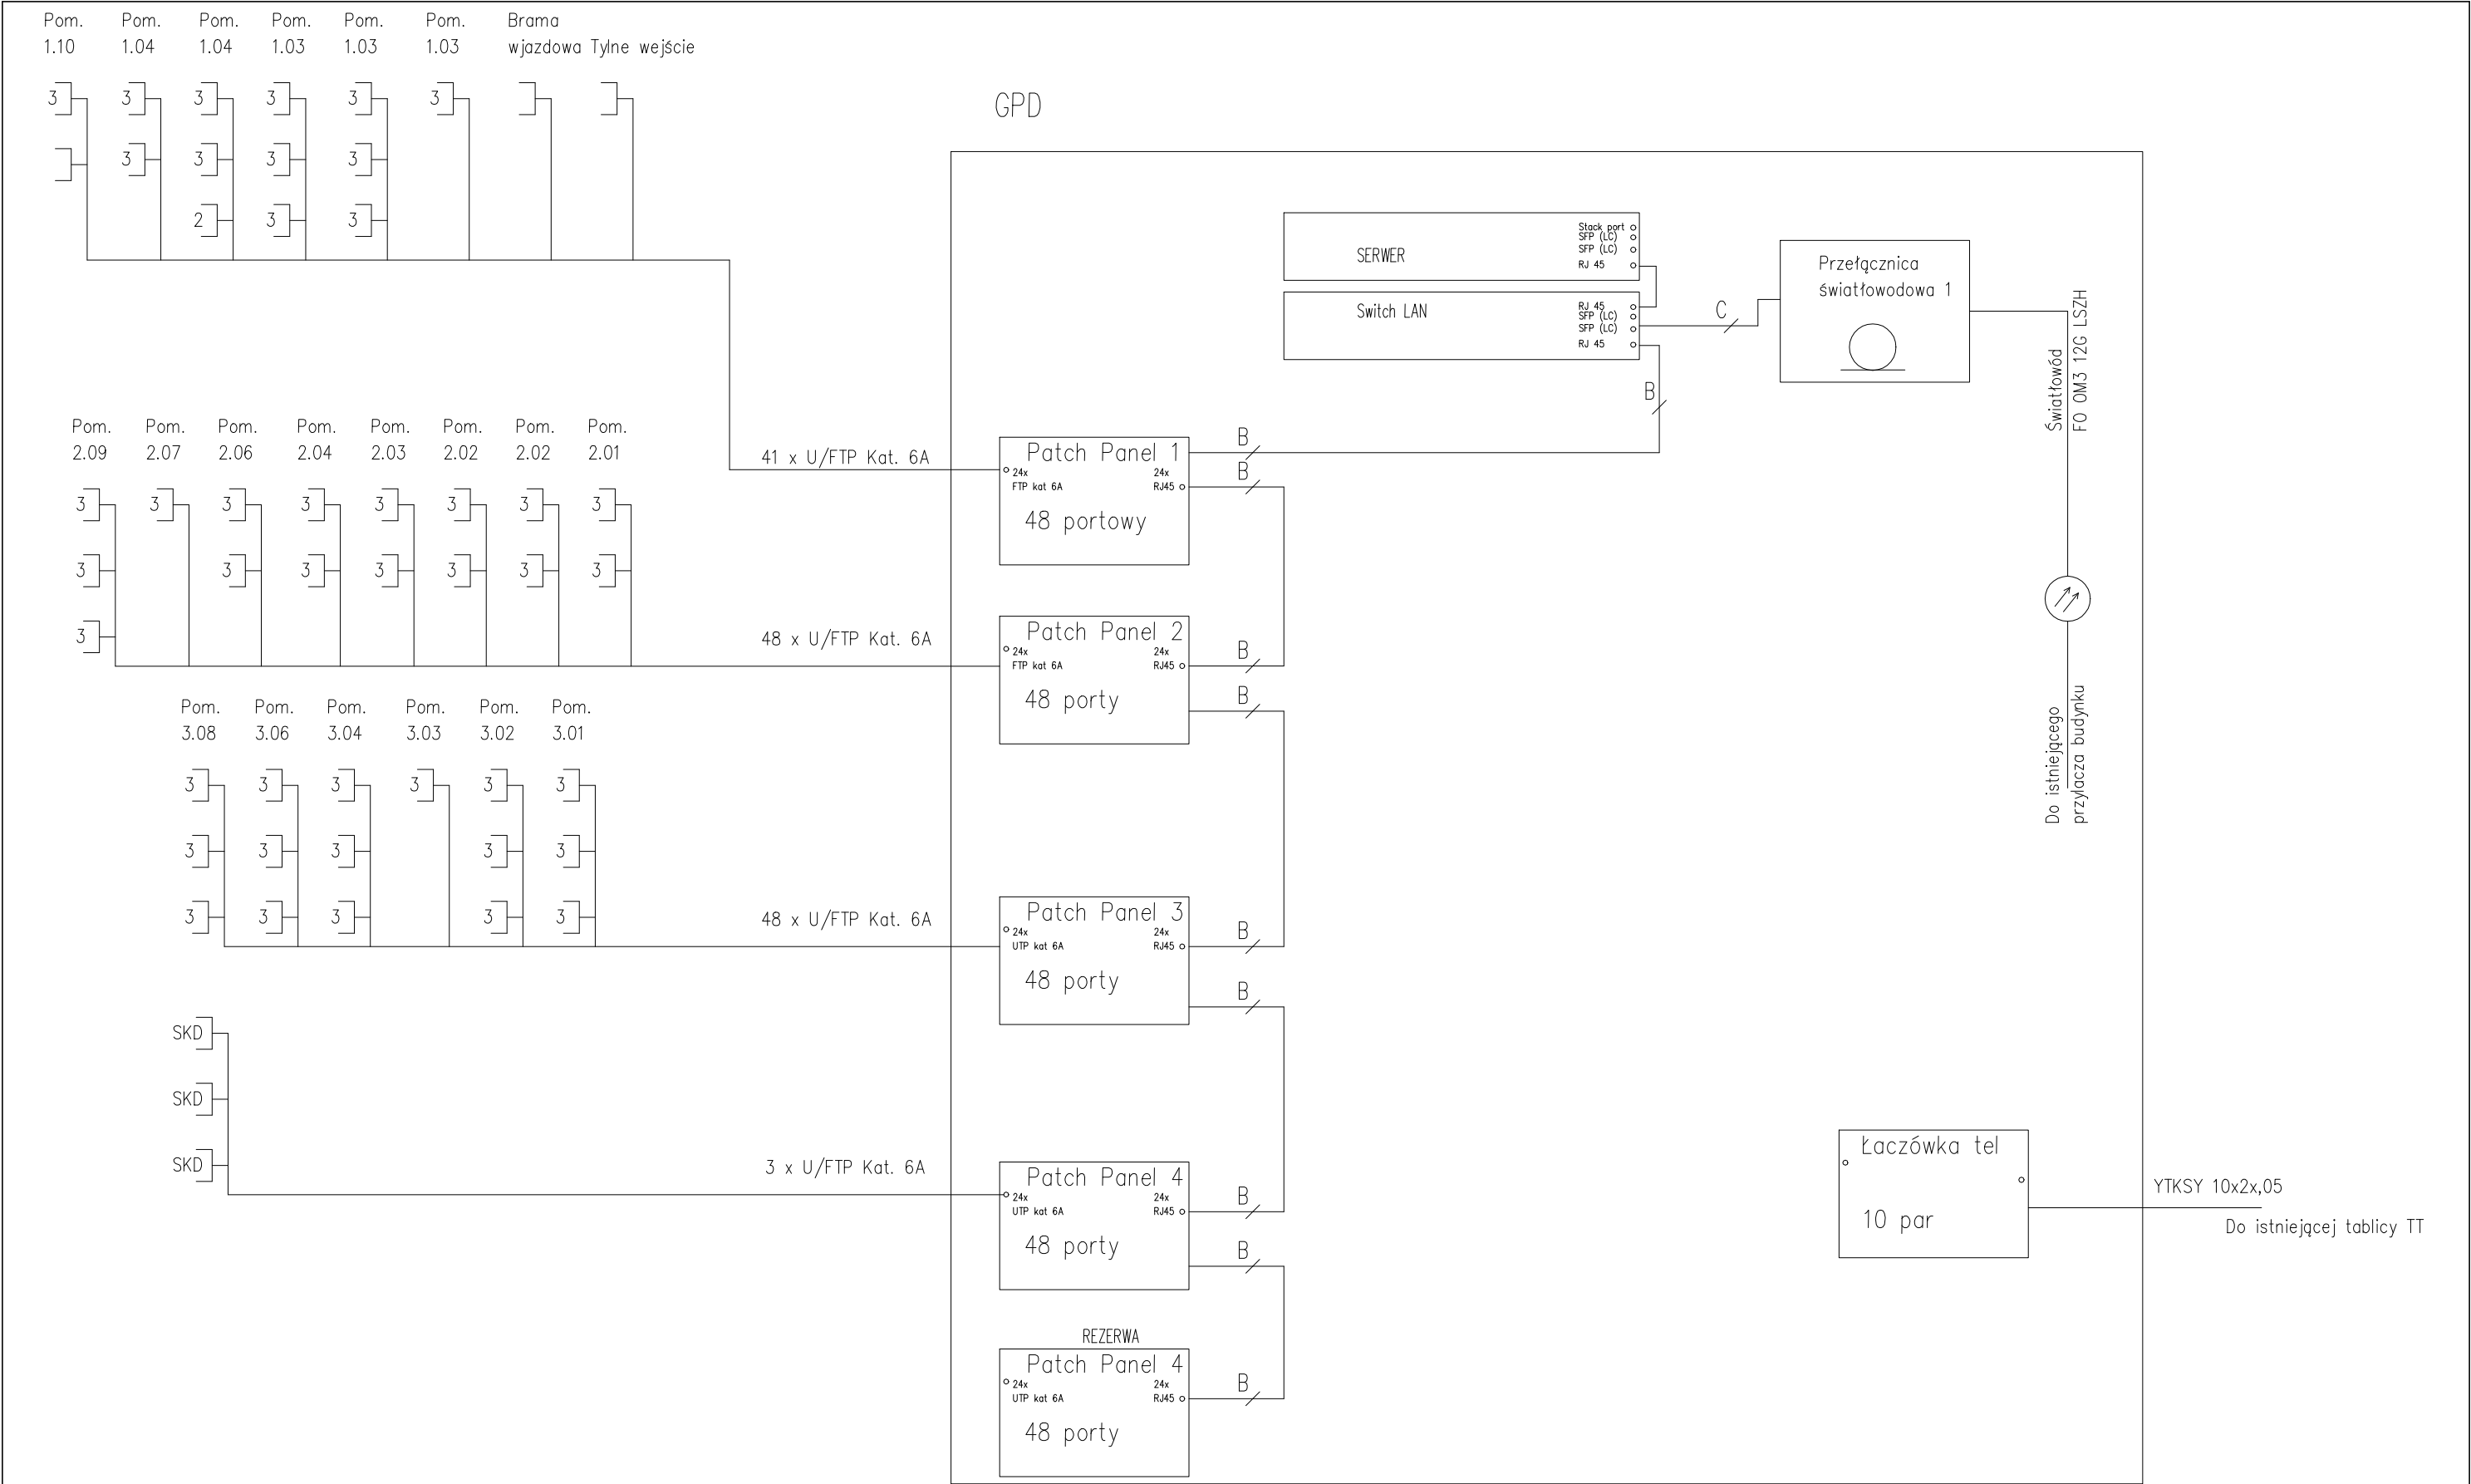 Pom. Pom. Pom. Pom. Pom. Pom. Brama
1.10 1.04 1.04 1.03 1.03 1.03 wjazdowa Tylne wejście
3 3 3 3 3 3
3 3 3 3
2 3 3
GPD
SERWER
Stack port
SFP (LC)
SFP (LC)
RJ 45
Switch LAN
RJ 45
SFP (LC)
SFP (LC)
RJ 45
C
B
Przełącznica
światłowodowa 1
Światłowód
FO OM3 12G LSZH
Do istniejącego
przylacza budynku
Pom. Pom. Pom. Pom. Pom. Pom. Pom. Pom.
2.09 2.07 2.06 2.04 2.03 2.02 2.02 2.01
3 3 3 3 3 3 3 3
3 3 3 3 3 3 3
3
41 x U/FTP Kat. 6A
Patch Panel 1
24x 24x
FTP kat 6A RJ45
48 portowy
B
B
48 x U/FTP Kat. 6A
Patch Panel 2
24x 24x
FTP kat 6A RJ45
48 porty
B
B
Pom. Pom. Pom. Pom. Pom. Pom.
3.08 3.06 3.04 3.03 3.02 3.01
3 3 3 3 3 3
3 3 3 3 3
3 3 3 3 3
48 x U/FTP Kat. 6A
Patch Panel 3
24x 24x
UTP kat 6A RJ45
48 porty
B
B
SKD
SKD
SKD
3 x U/FTP Kat. 6A
Patch Panel 4
24x 24x
UTP kat 6A RJ45
48 porty
B
B
REZERWA
Patch Panel 4
24x 24x
UTP kat 6A RJ45
48 porty
B
Łaczówka tel
10 par
YTKSY 10x2x,05
Do istniejącej tablicy TT